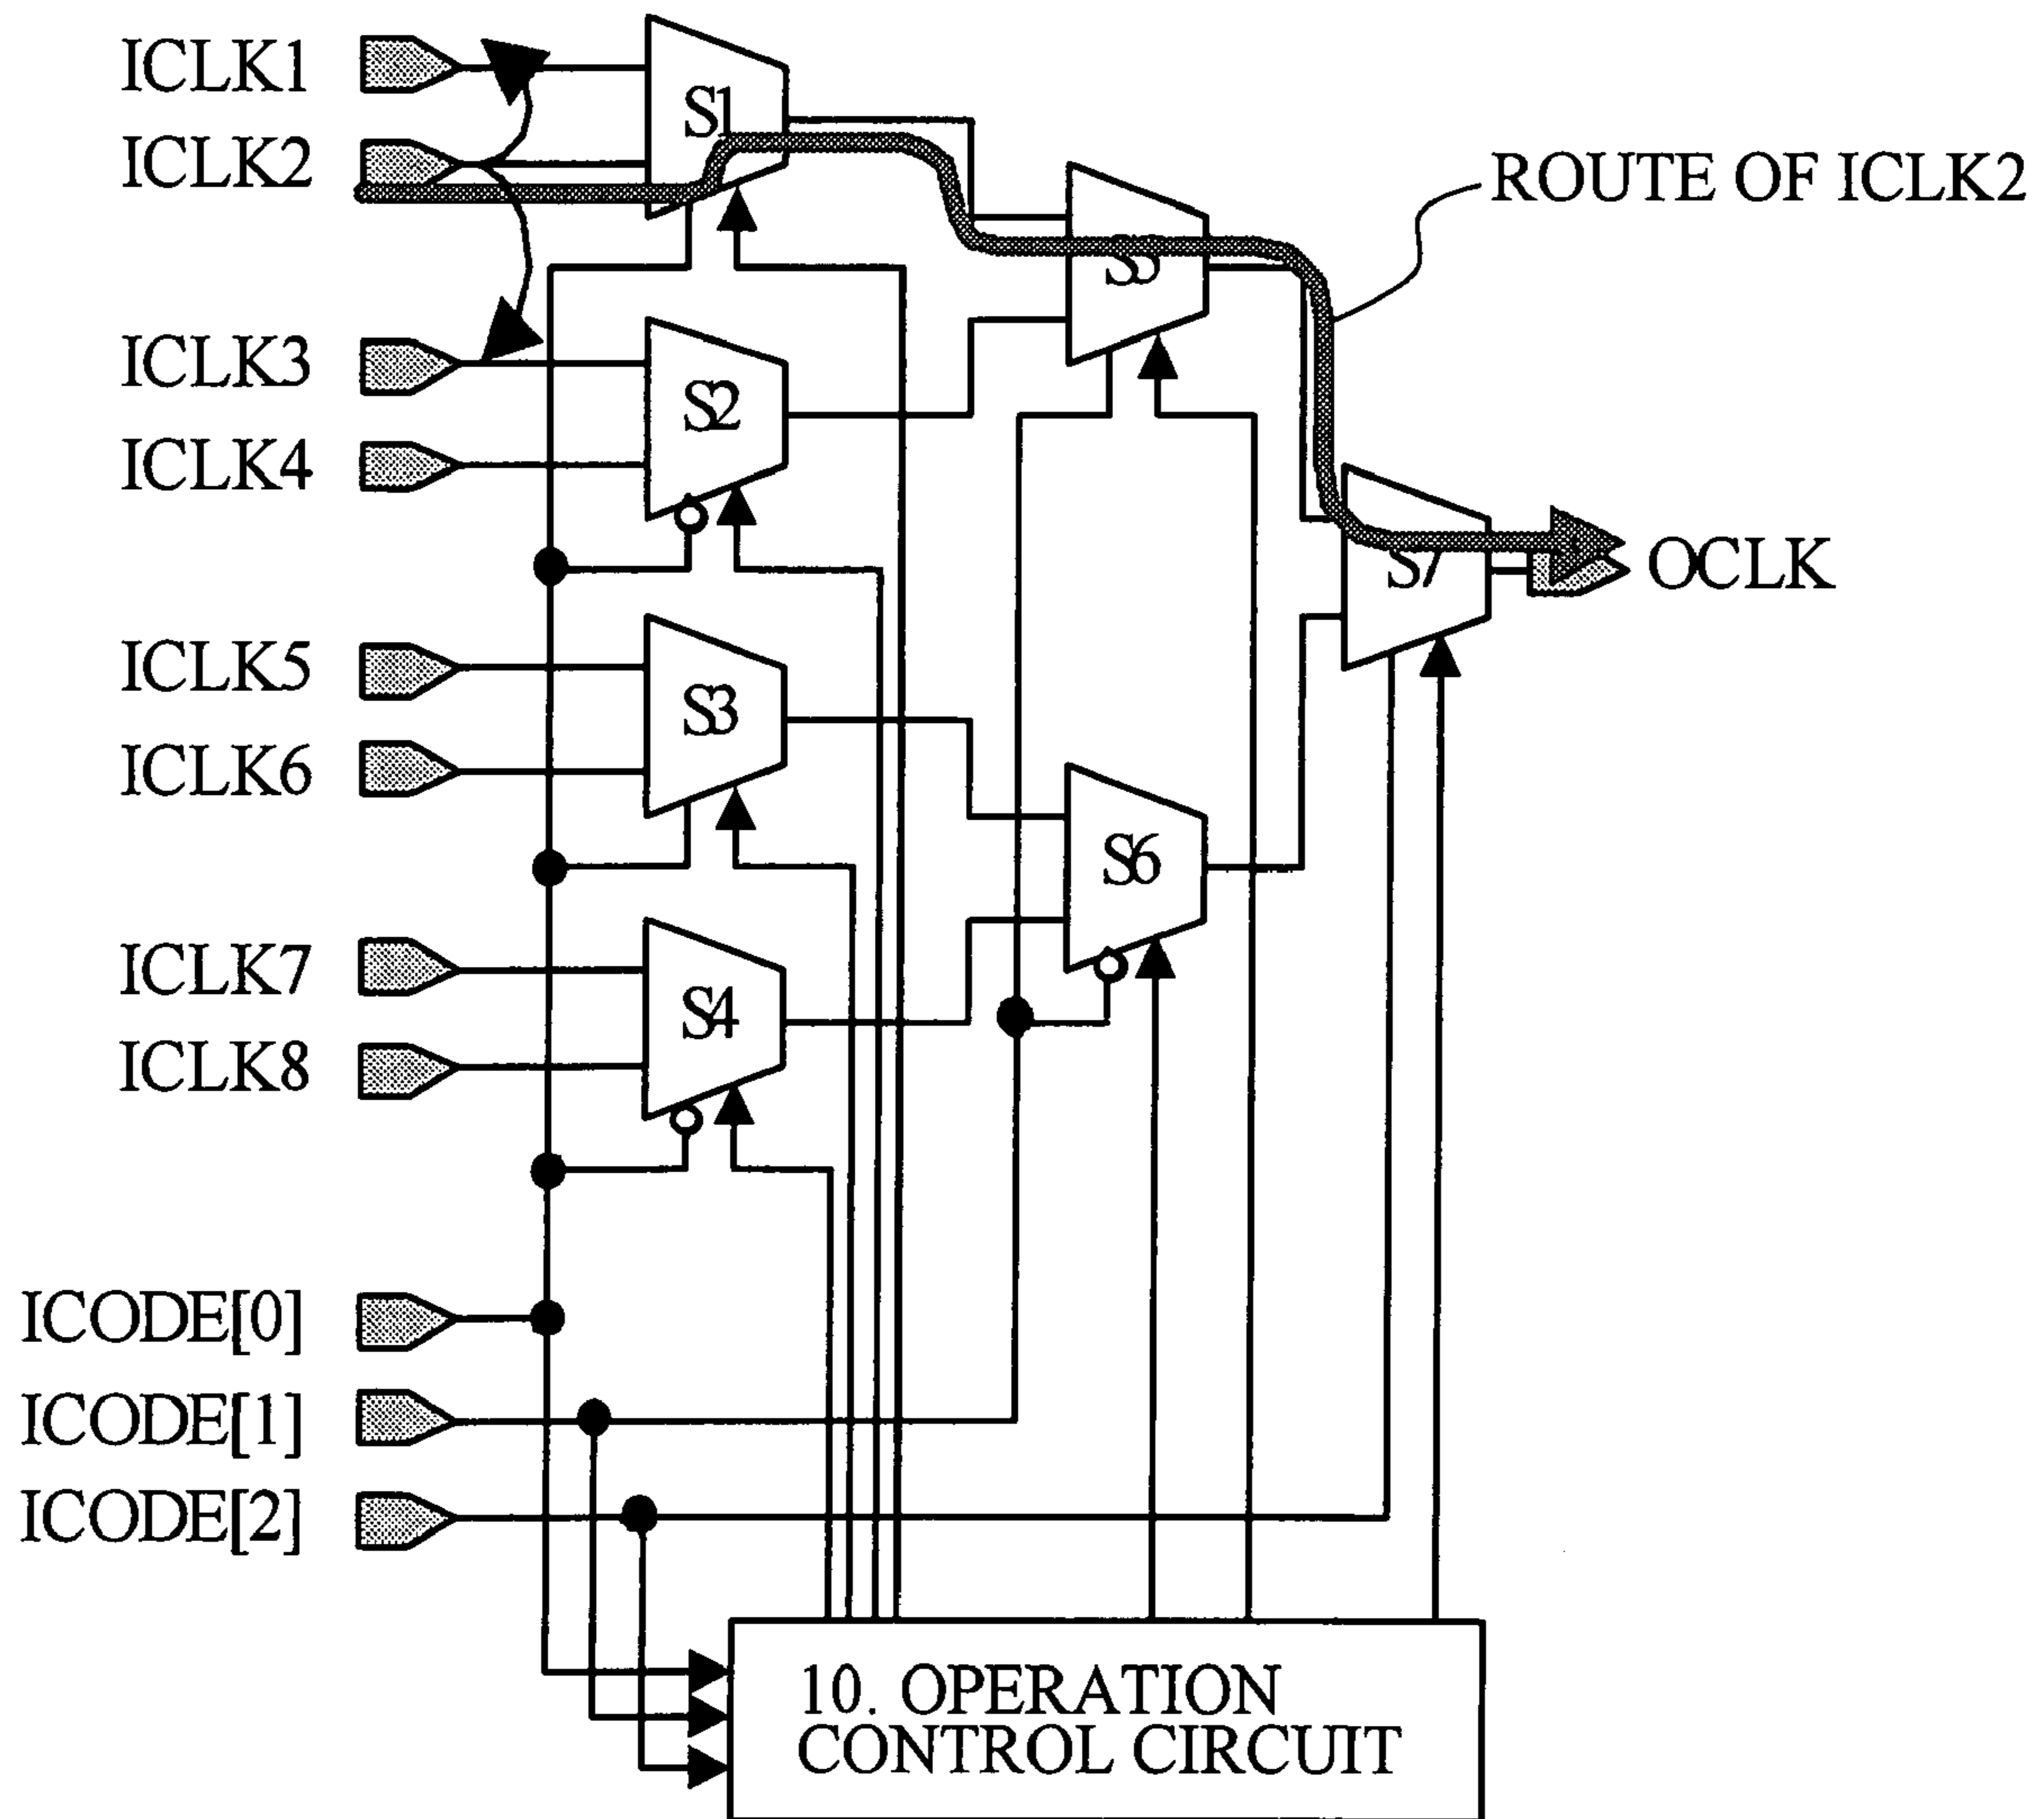 ICLK1
S1
ICLK2
ROUTE OF ICLK2
S5
ICLK3
S2
ICLK4
S7
OCLK
ICLK5
S3
ICLK6
S6
ICLK7
S4
ICLK8
ICODE[0]
ICODE[1]
ICODE[2]
10. OPERATION
CONTROL CIRCUIT